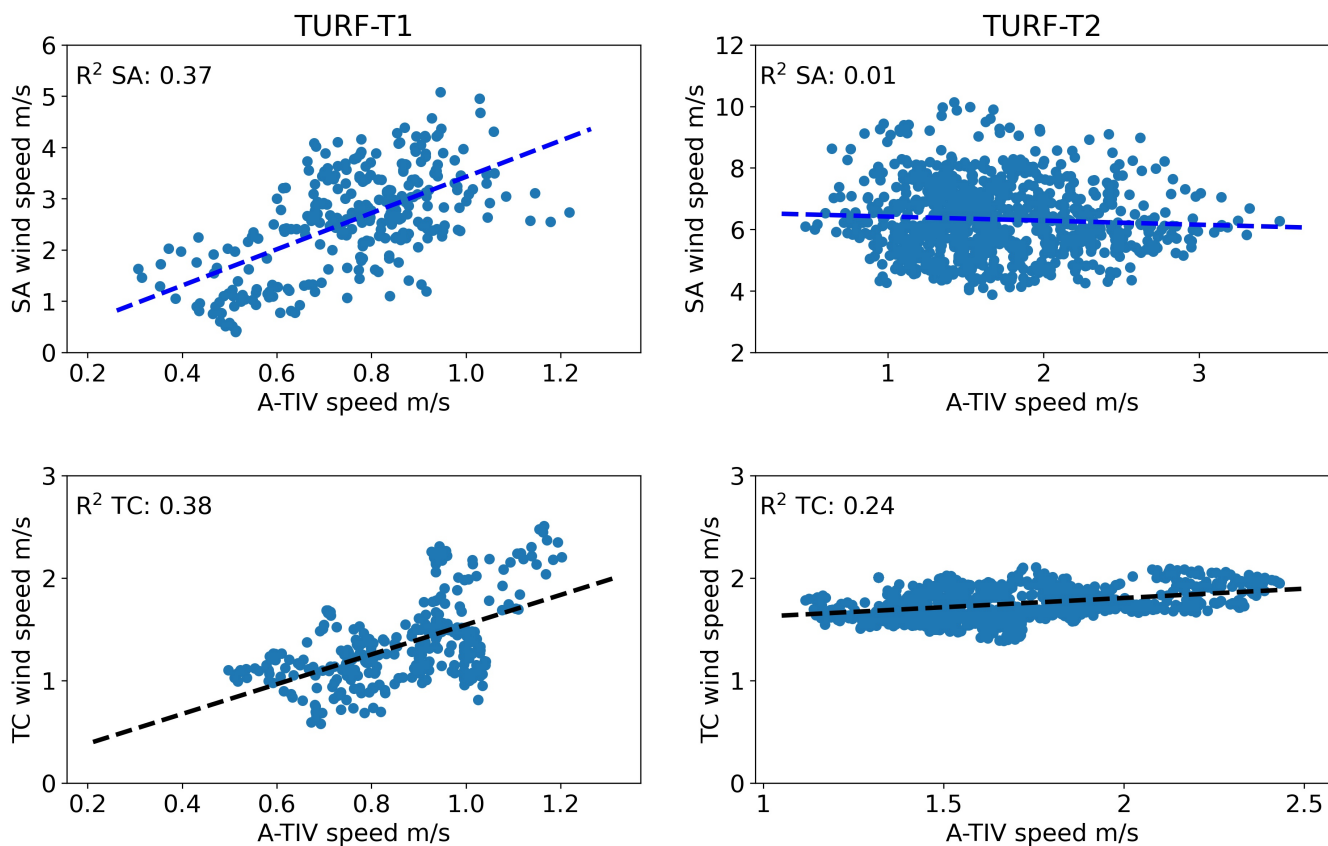 TURF-T1
R² SA: 0.37
SA wind speed m/s
6
5
4
3
2
1
0
0.2 0.4 0.6 0.8 1.0 1.2
A-TIV speed m/s
TURF-T2
R² SA: 0.01
SA wind speed m/s
12
10
8
6
4
2
1 2 3
A-TIV speed m/s
R² TC: 0.38
TC wind speed m/s
3
2
1
0
0.2 0.4 0.6 0.8 1.0 1.2
A-TIV speed m/s
R² TC: 0.24
TC wind speed m/s
3
2
1
0
1 1.5 2 2.5
A-TIV speed m/s